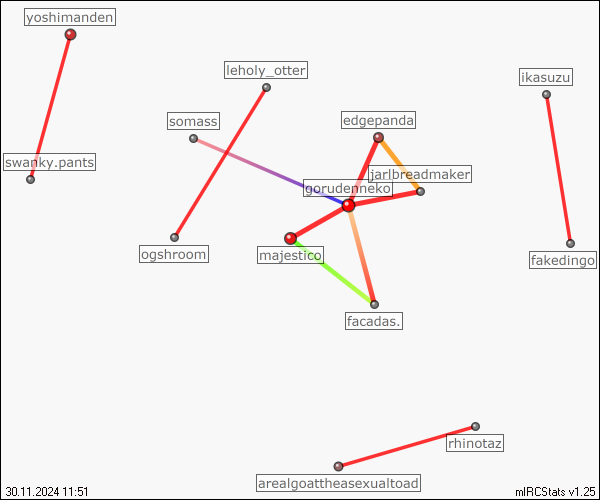 yoshimanden
leholy_otter
ikasuzu
somass
edgepanda
swanky.pants
jarlbreadmaker
gorudenneko
ogshroom
majestico
fakedingo
facadas.
rhinotaz
arealgoattheasexualtoad
30.11.2024 11:51
mIRCStats v1.25